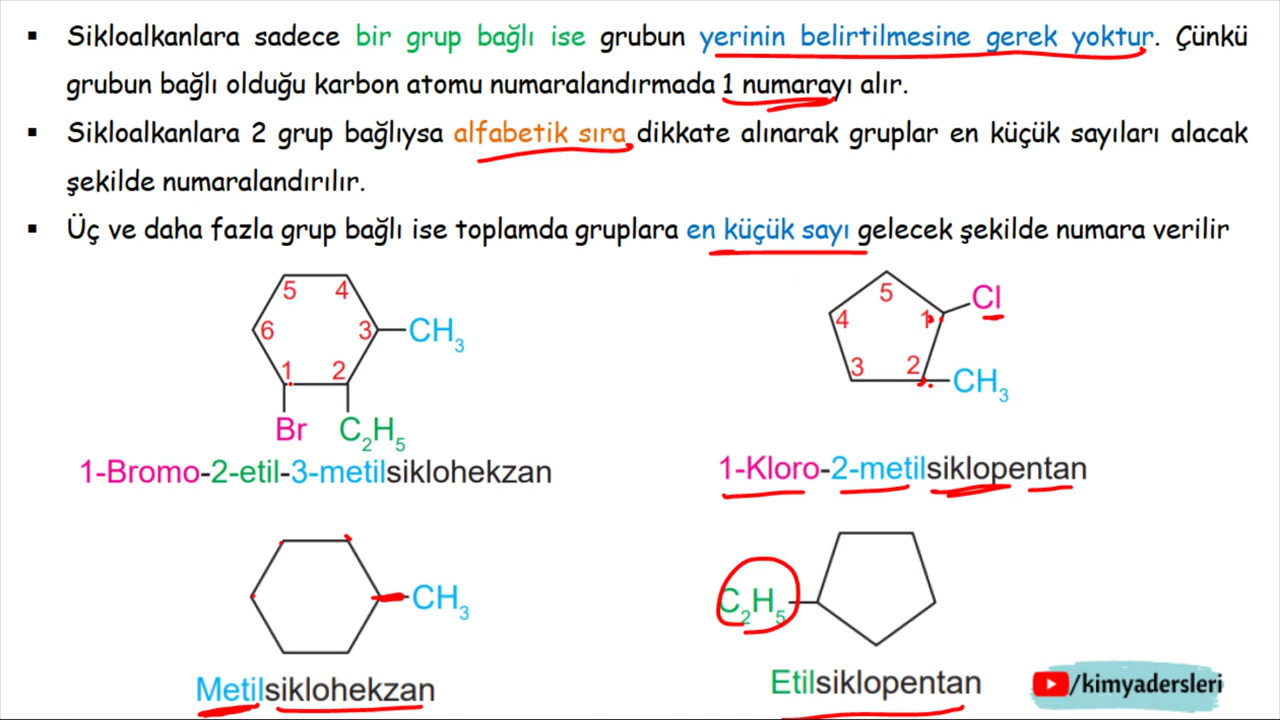 ▪ Sikloalkanlara sadece bir grup bağlı ise grubun yerinin belirtilmesine gerek yoktur. Çünkü
grubun bağlı olduğu karbon atomu numaralandırmada 1 numarayı alır.
▪ Sikloalkanlara 2 grup bağlıysa alfabetik sıra dikkate alınarak gruplar en küçük sayıları alacak
şekilde numaralandırılır.
▪ Üç ve daha fazla grup bağlı ise toplamda gruplara en küçük sayı gelecek şekilde numara verilir
5 4
6 3 CH3
1 2
Br C2H5
1-Bromo-2-etil-3-metilsiklohekzan
5 Cl
4 1
3 2 CH3
1-Kloro-2-metilsiklopentan
CH3
Metilsiklohekzan
C2H5
Etilsiklopentan
/kimyadersleri